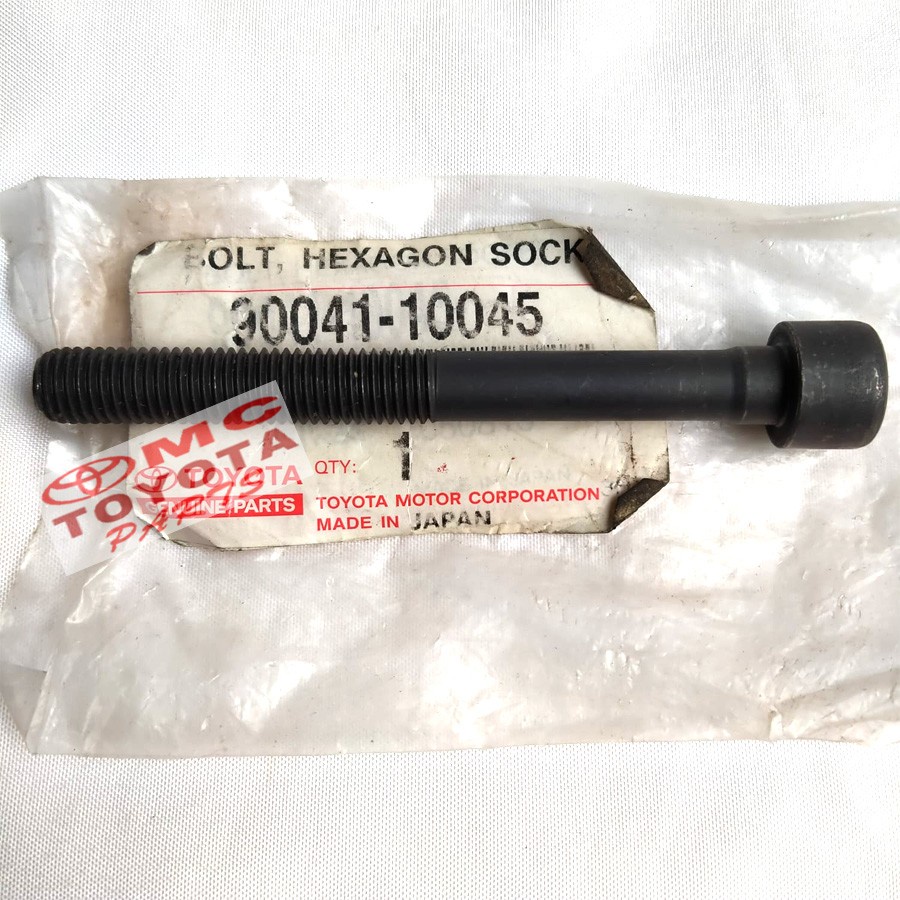 BOLT, HEXAGON SOCK
90041-10045
QTY: 1
TOYOTA MOTOR CORPORATION
MADE IN JAPAN
TOYOTA
GENUINE PARTS
MC
TOYOTA
PARTS